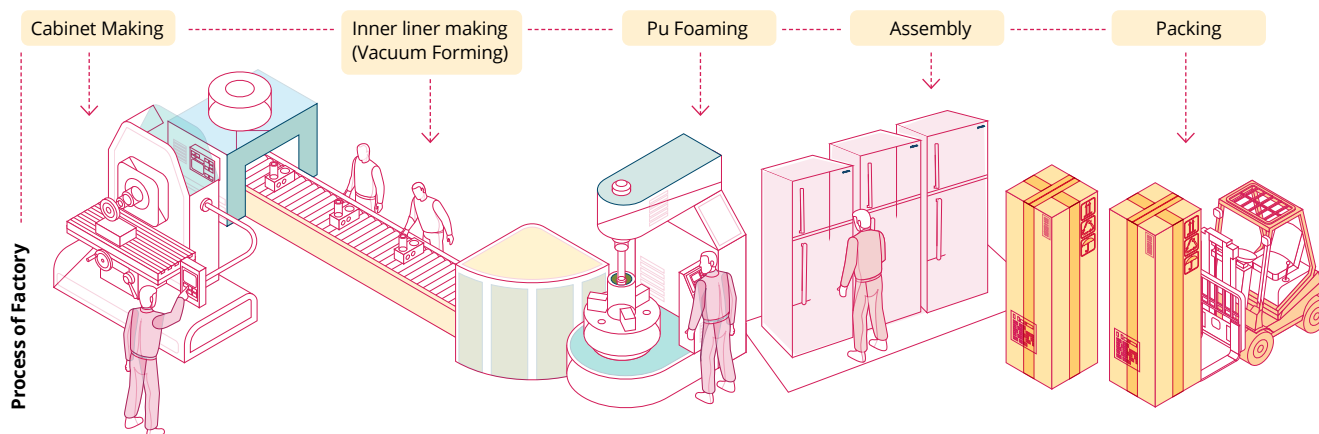 Cabinet Making
Inner liner making
(Vacuum Forming)
Pu Foaming
Assembly
Packing
Process of Factory